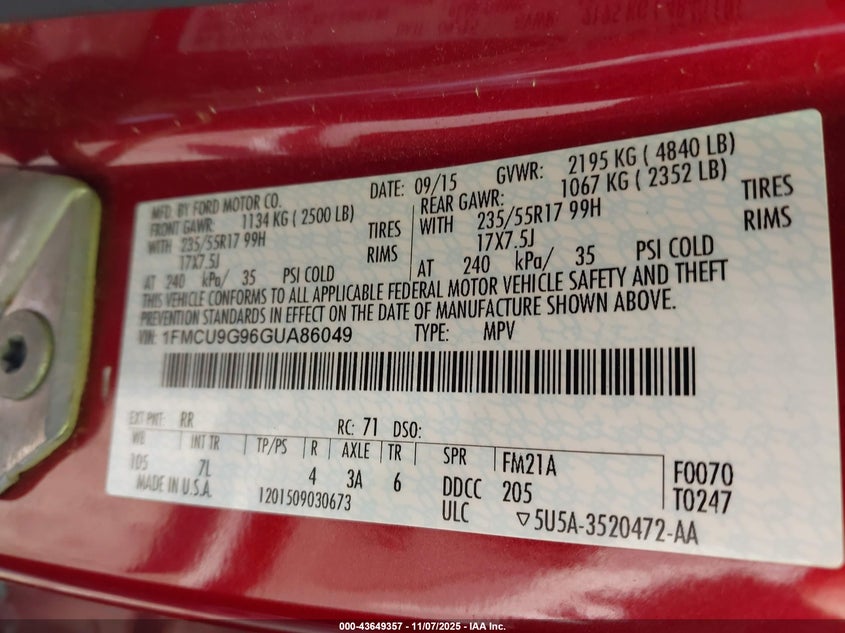 MFD. BY FORD MOTOR CO.
DATE: 09/15
GVWR: 2195 KG ( 4840 LB)
FRONT GAWR: 1134 KG ( 2500 LB)
REAR GAWR: 1067 KG ( 2352 LB)
WITH 235/55R17 99H TIRES
WITH 235/55R17 99H TIRES
17X7.5J RIMS
17X7.5J RIMS
AT 240 kPa/ 35 PSI COLD
AT 240 kPa/ 35 PSI COLD
THIS VEHICLE CONFORMS TO ALL APPLICABLE FEDERAL MOTOR VEHICLE SAFETY AND THEFT
PREVENTION STANDARDS IN EFFECT ON THE DATE OF MANUFACTURE SHOWN ABOVE.
VIN: 1FMCU9G96GUA86049 TYPE: MPV
EXT PNT: RR RC: 71 DSO:
WB INT TR TP/PS R AXLE TR SPR FM21A F0070
105 7L 4 3A 6 DDCC 205 T0247
MADE IN U.S.A. 1201509030673 ULC ▽5U5A-3520472-AA
000-43649357 - 11/07/2025 - IAA Inc.